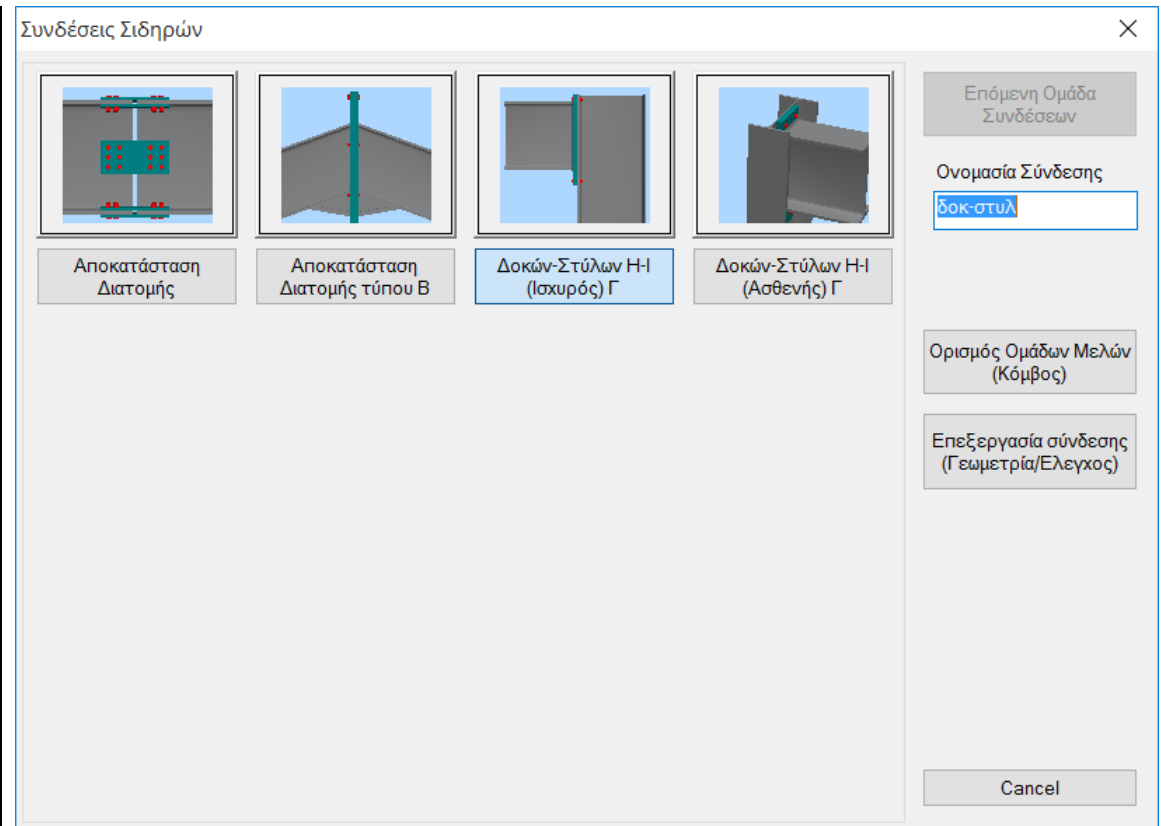 Συνδέσεις Σιδηρών
Αποκατάσταση
Διατομής
Αποκατάσταση
Διατομής τύπου Β
Δοκών-Στύλων Η-Ι
(Ισχυρός) Γ
Δοκών-Στύλων Η-Ι
(Ασθενής) Γ
Επόμενη Ομάδα
Συνδέσεων
Ονομασία Σύνδεσης
δοκ-στυλ
Ορισμός Ομάδων Μελών
(Κόμβος)
Επεξεργασία σύνδεσης
(Γεωμετρία/Ελεγχος)
Cancel